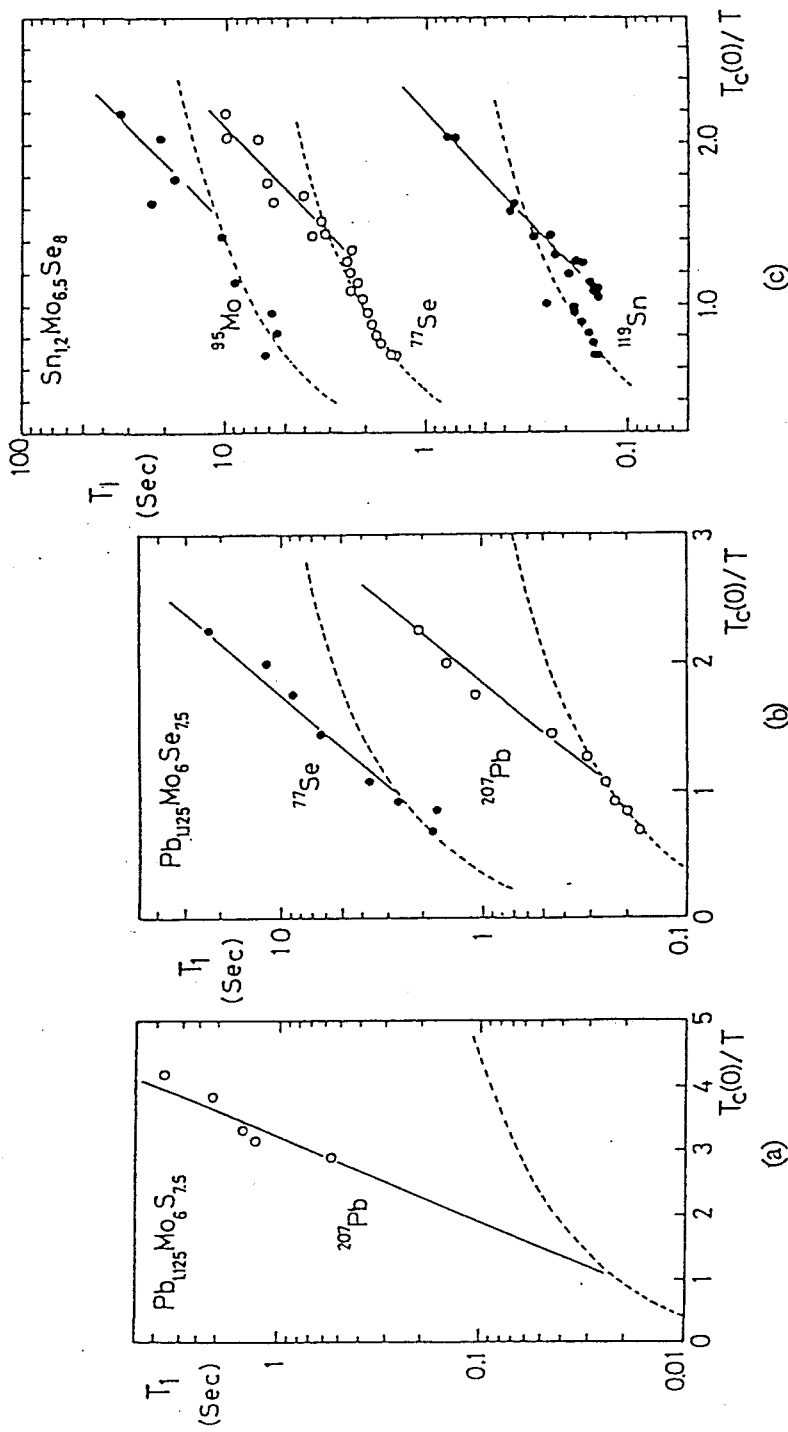 Pb1.125Mo6S7.5
T1
(Sec)
1
0.1
0.01
207Pb
0
1
2
3
4
5
Tc(0)/T
(a)
Pb1.125Mo6Se7.5
T1
(Sec)
10
1
0.1
77Se
207Pb
0
1
2
3
Tc(0)/T
(b)
Sn1.2Mo6.5Se8
T1
(Sec)
100
10
1
0.1
95Mo
77Se
119Sn
1.0
2.0
Tc(0)/T
(c)